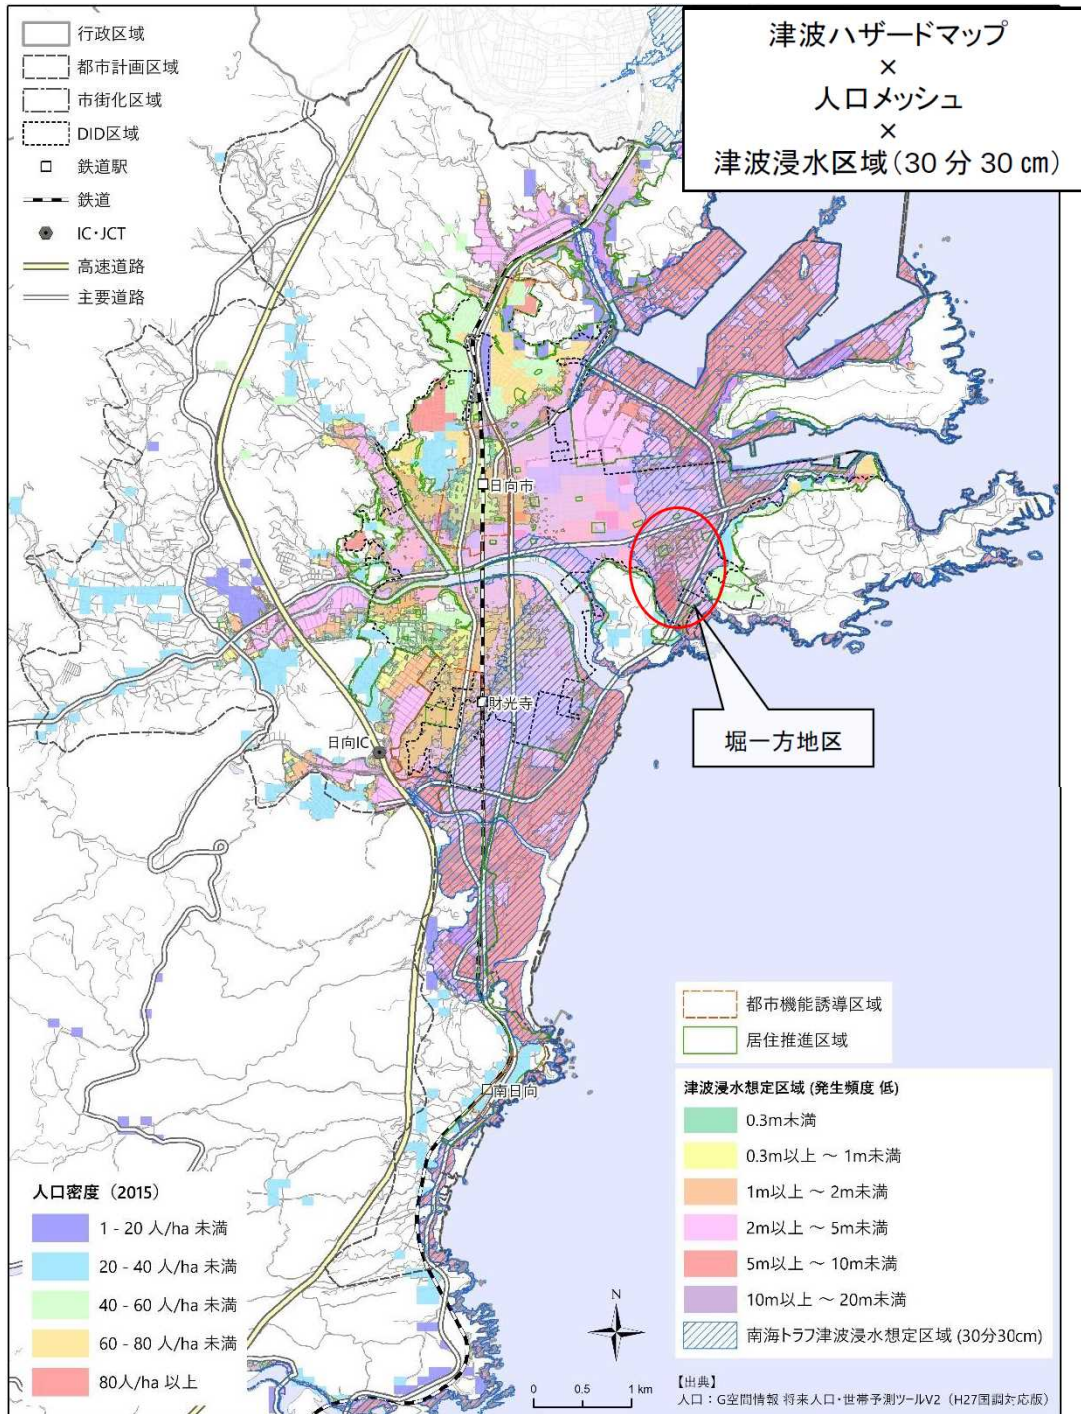 行政区域
都市計画区域
市街化区域
DID区域
鉄道駅
鉄道
IC・JCT
高速道路
主要道路
津波ハザードマップ
×
人口メッシュ
×
津波浸水区域(30分30㎝)
日向市
財光寺
日向IC
堀一方地区
南日向
都市機能誘導区域
居住推進区域
津波浸水想定区域 (発生頻度 低)
0.3m未満
0.3m以上 ～ 1m未満
1m以上 ～ 2m未満
2m以上 ～ 5m未満
5m以上 ～ 10m未満
10m以上 ～ 20m未満
南海トラフ津波浸水想定区域 (30分30cm)
人口密度（2015）
1 - 20 人/ha 未満
20 - 40 人/ha 未満
40 - 60 人/ha 未満
60 - 80 人/ha 未満
80人/ha 以上
N
0 0.5 1 km
【出典】
人口：G空間情報 将来人口・世帯予測ツールV2（H27国調対応版）